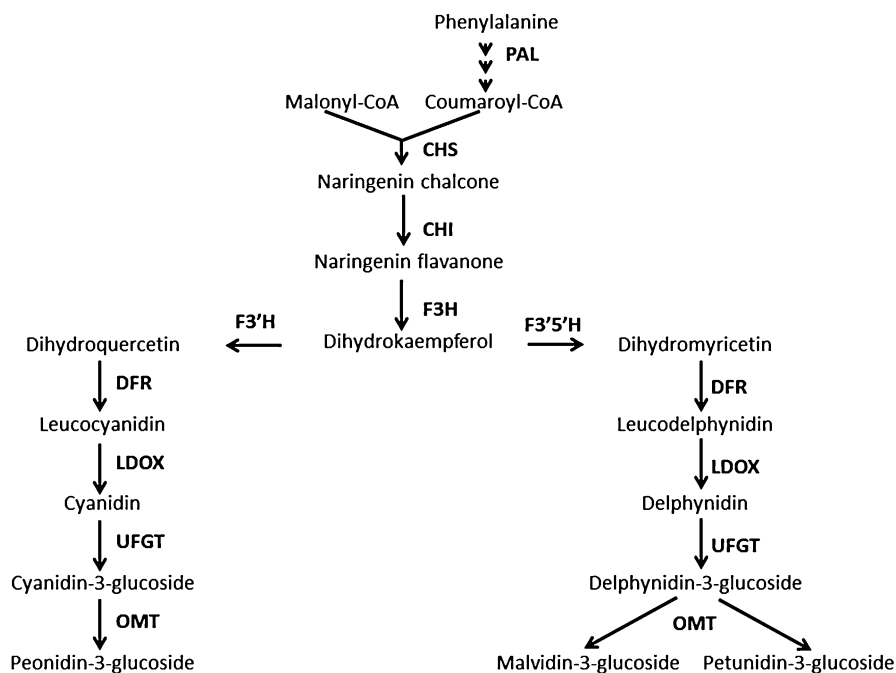 Phenylalanine
PAL
Malonyl-CoA Coumaroyl-CoA
CHS
Naringenin chalcone
CHI
Naringenin flavanone
F3H
F3'H F3'5'H
Dihydroquercetin Dihydrokaempferol Dihydromyricetin
DFR DFR
Leucocyanidin Leucodelphynidin
LDOX LDOX
Cyanidin Delphynidin
UFGT UFGT
Cyanidin-3-glucoside Delphynidin-3-glucoside
OMT OMT
Peonidin-3-glucoside Malvidin-3-glucoside Petunidin-3-glucoside